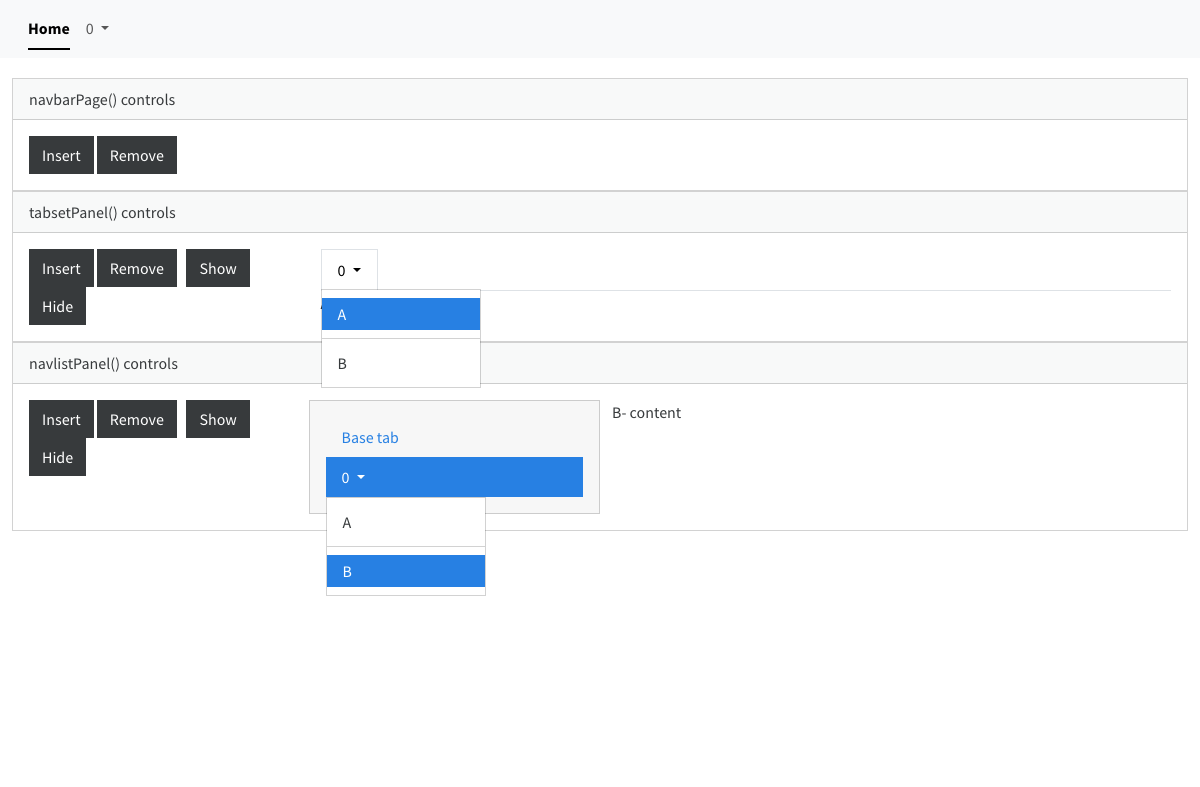 Home 0
navbarPage() controls
Insert Remove
tabsetPanel() controls
Insert Remove Show 0
Hide
A
B
navlistPanel() controls
Insert Remove Show B- content
Base tab
Hide
0
A
B